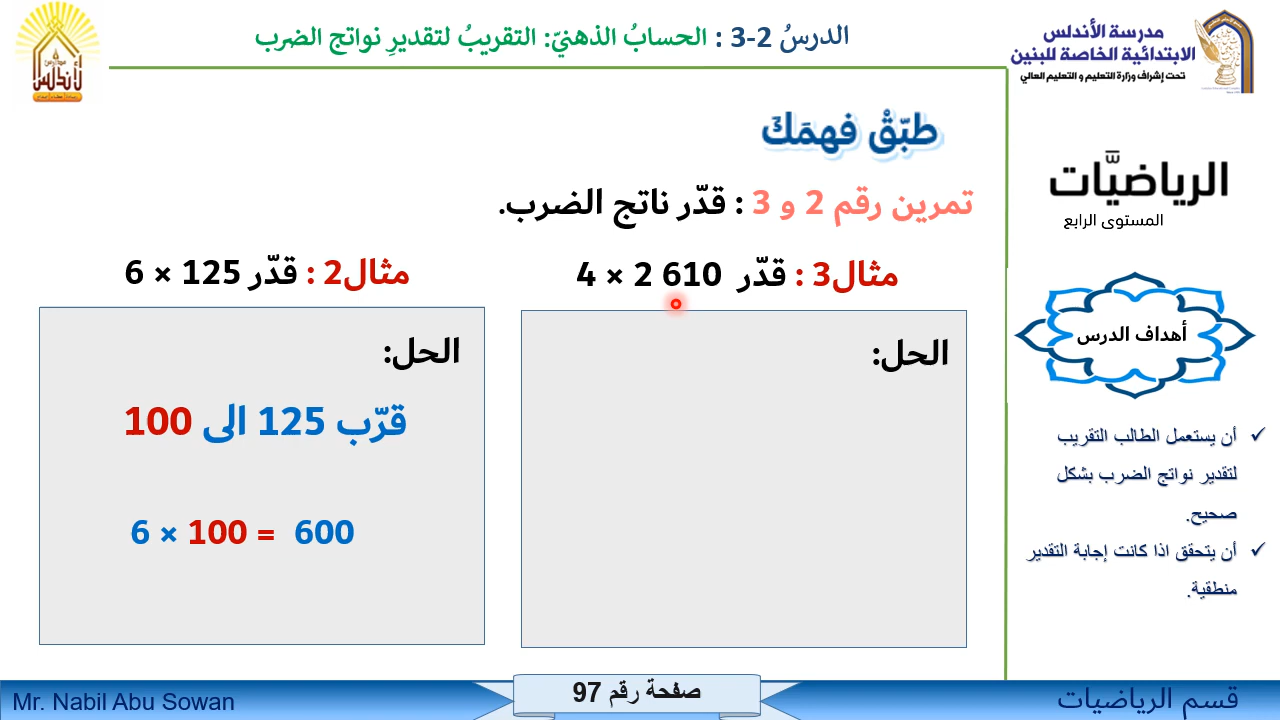 مدرسة الأندلس
الابتدائية الخاصة للبنين
تحت إشراف وزارة التعليم و التعليم العالي
الدرسُ 2-3 : الحسابُ الذهنيّ: التقريبُ لتقديرِ نواتج الضرب
الأندلس
طبّقْ فهمَكَ
الرياضيَّات
المستوى الرابع
تمرين رقم 2 و 3 : قدّر ناتج الضرب.
مثال3 : قدّر 4 × 2 610
الحل:
مثال2 : قدّر 6 × 125
الحل:
قرّب 125 الى 100
6 × 100 = 600
أهداف الدرس
✓ أن يستعمل الطالب التقريب
لتقدير نواتج الضرب بشكل
صحيح.
✓ أن يتحقق اذا كانت إجابة التقدير
منطقية.
قسم الرياضيات
صفحة رقم 97
Mr. Nabil Abu Sowan